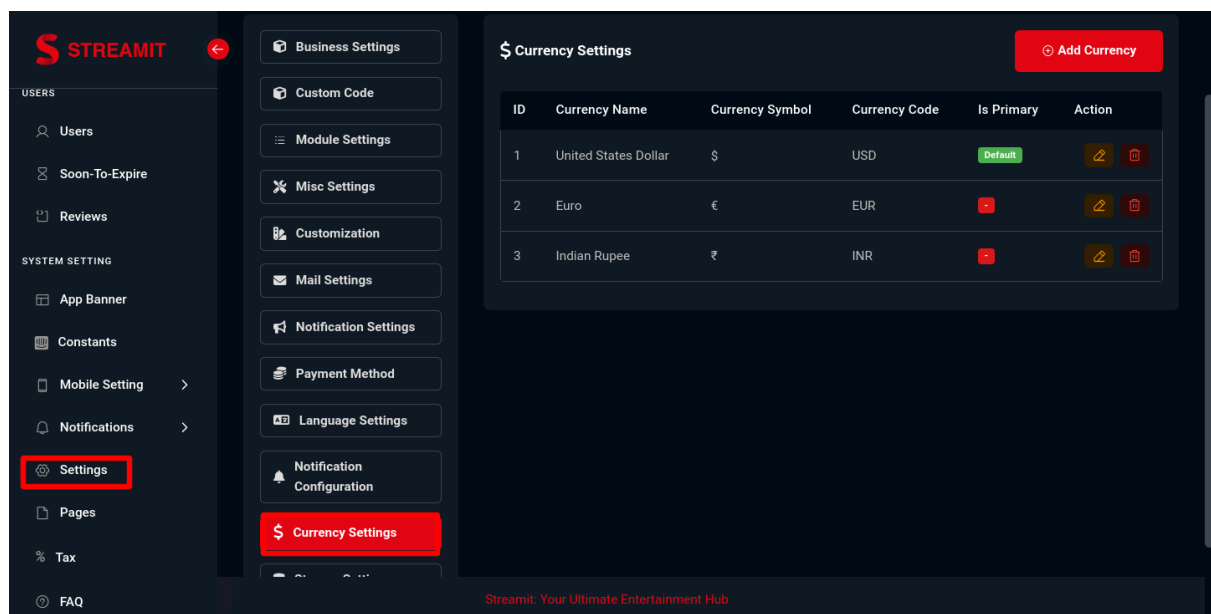 STREAMIT
USERS
Users
Soon-To-Expire
Reviews
SYSTEM SETTING
App Banner
Constants
Mobile Setting
Notifications
Settings
Pages
Tax
FAQ
Business Settings
Custom Code
Module Settings
Misc Settings
Customization
Mail Settings
Notification Settings
Payment Method
Language Settings
Notification
Configuration
$ Currency Settings
$ Currency Settings
Add Currency
ID Currency Name Currency Symbol Currency Code Is Primary Action
1 United States Dollar $ USD Default
2 Euro € EUR -
3 Indian Rupee ₹ INR -
Streamit: Your Ultimate Entertainment Hub